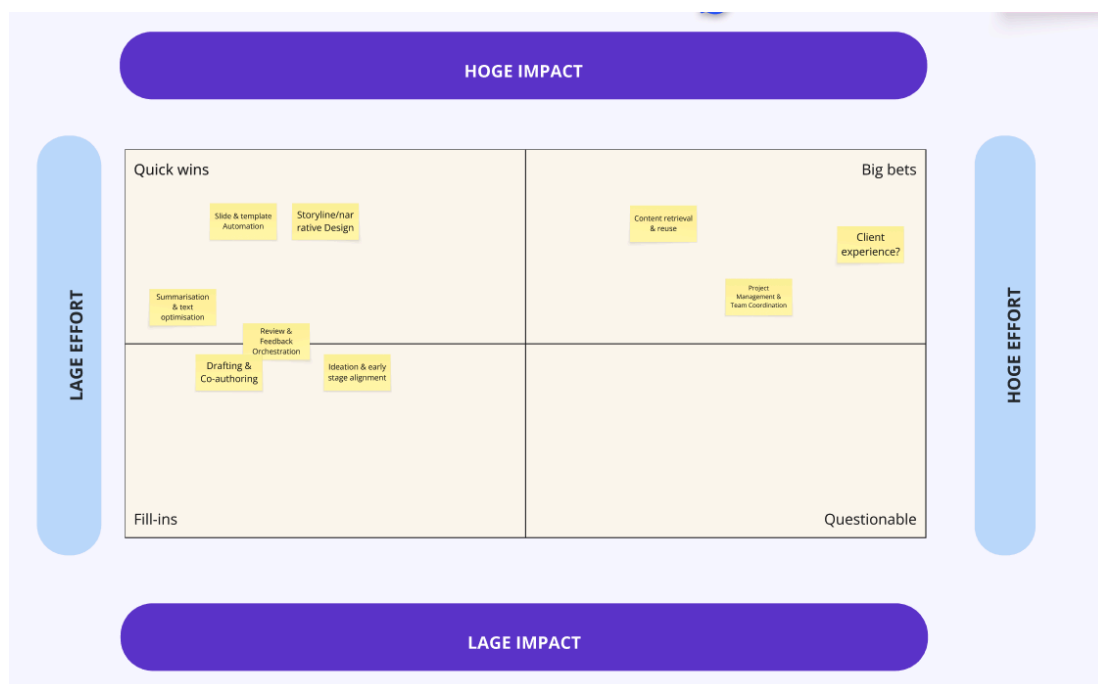 HOGE IMPACT
Quick wins
Big bets
Slide & template
Automation
Storyline/nar
rative Design
Content retrieval
& reuse
Client
experience?
Summarisation
& text
optimisation
Project
Management &
Team Coordination
Review &
Feedback
Orchestration
Drafting &
Co-authoring
Ideation & early
stage alignment
LAGE EFFORT
HOGE EFFORT
Fill-ins
Questionable
LAGE IMPACT